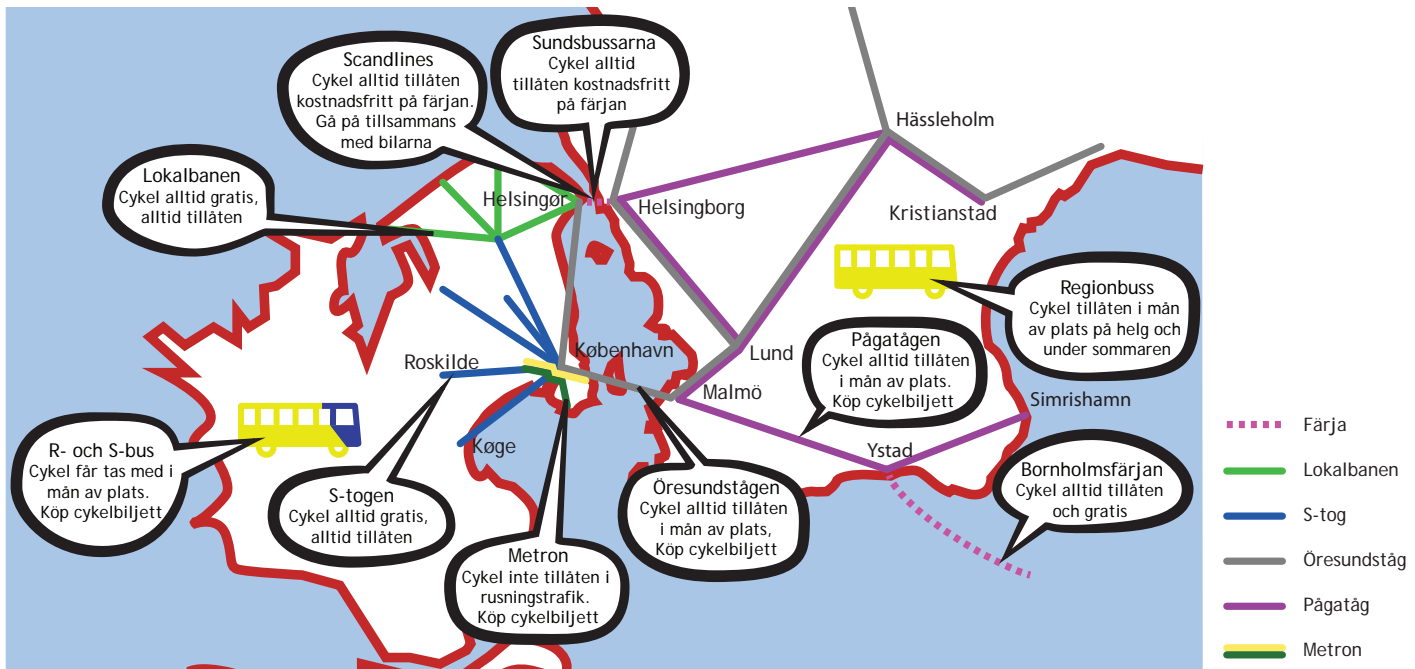 Scandlines
Cykel alltid tillåten
kostnadsfritt på färjan.
Gå på tillsammans
med bilarna
Sundsbussarna
Cykel alltid
tillåten kostnadsfritt
på färjan
Lokalbanen
Cykel alltid gratis,
alltid tillåten
Helsingør
Helsingborg
Hässleholm
Kristianstad
Regionbuss
Cykel tillåten i mån
av plats på helg och
under sommaren
Roskilde
København
Lund
Malmö
Pågatågen
Cykel alltid tillåten
i mån av plats.
Köp cykelbiljett
Simrishamn
Ystad
Køge
R- och S-bus
Cykel får tas med i
mån av plats.
Köp cykelbiljett
S-togen
Cykel alltid gratis,
alltid tillåten
Metron
Cykel inte tillåten i
rusningstrafik.
Köp cykelbiljett
Öresundstågen
Cykel alltid tillåten
i mån av plats,
Köp cykelbiljett
Bornholmsfärjan
Cykel alltid tillåten
och gratis
Färja
Lokalbanen
S-tog
Öresundståg
Pågatåg
Metron